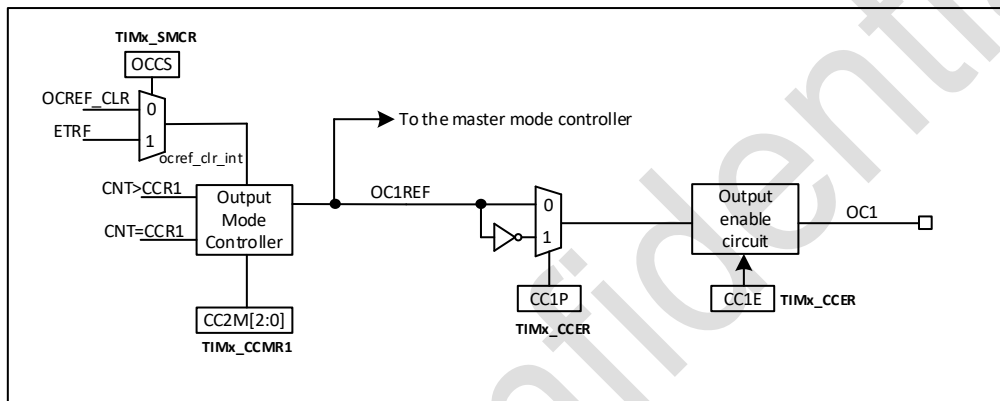 TIMx_SMCR
OCCS
OCREF_CLR
0
ETRF
1
ocref_clr_int
To the master mode controller
CNT>CCR1
CNT=CCR1
Output
Mode
Controller
OC1REF
0
1
Output
enable
circuit
OC1
CC2M[2:0]
TIMx_CCMR1
CC1P
TIMx_CCER
CC1E
TIMx_CCER
nfidenti